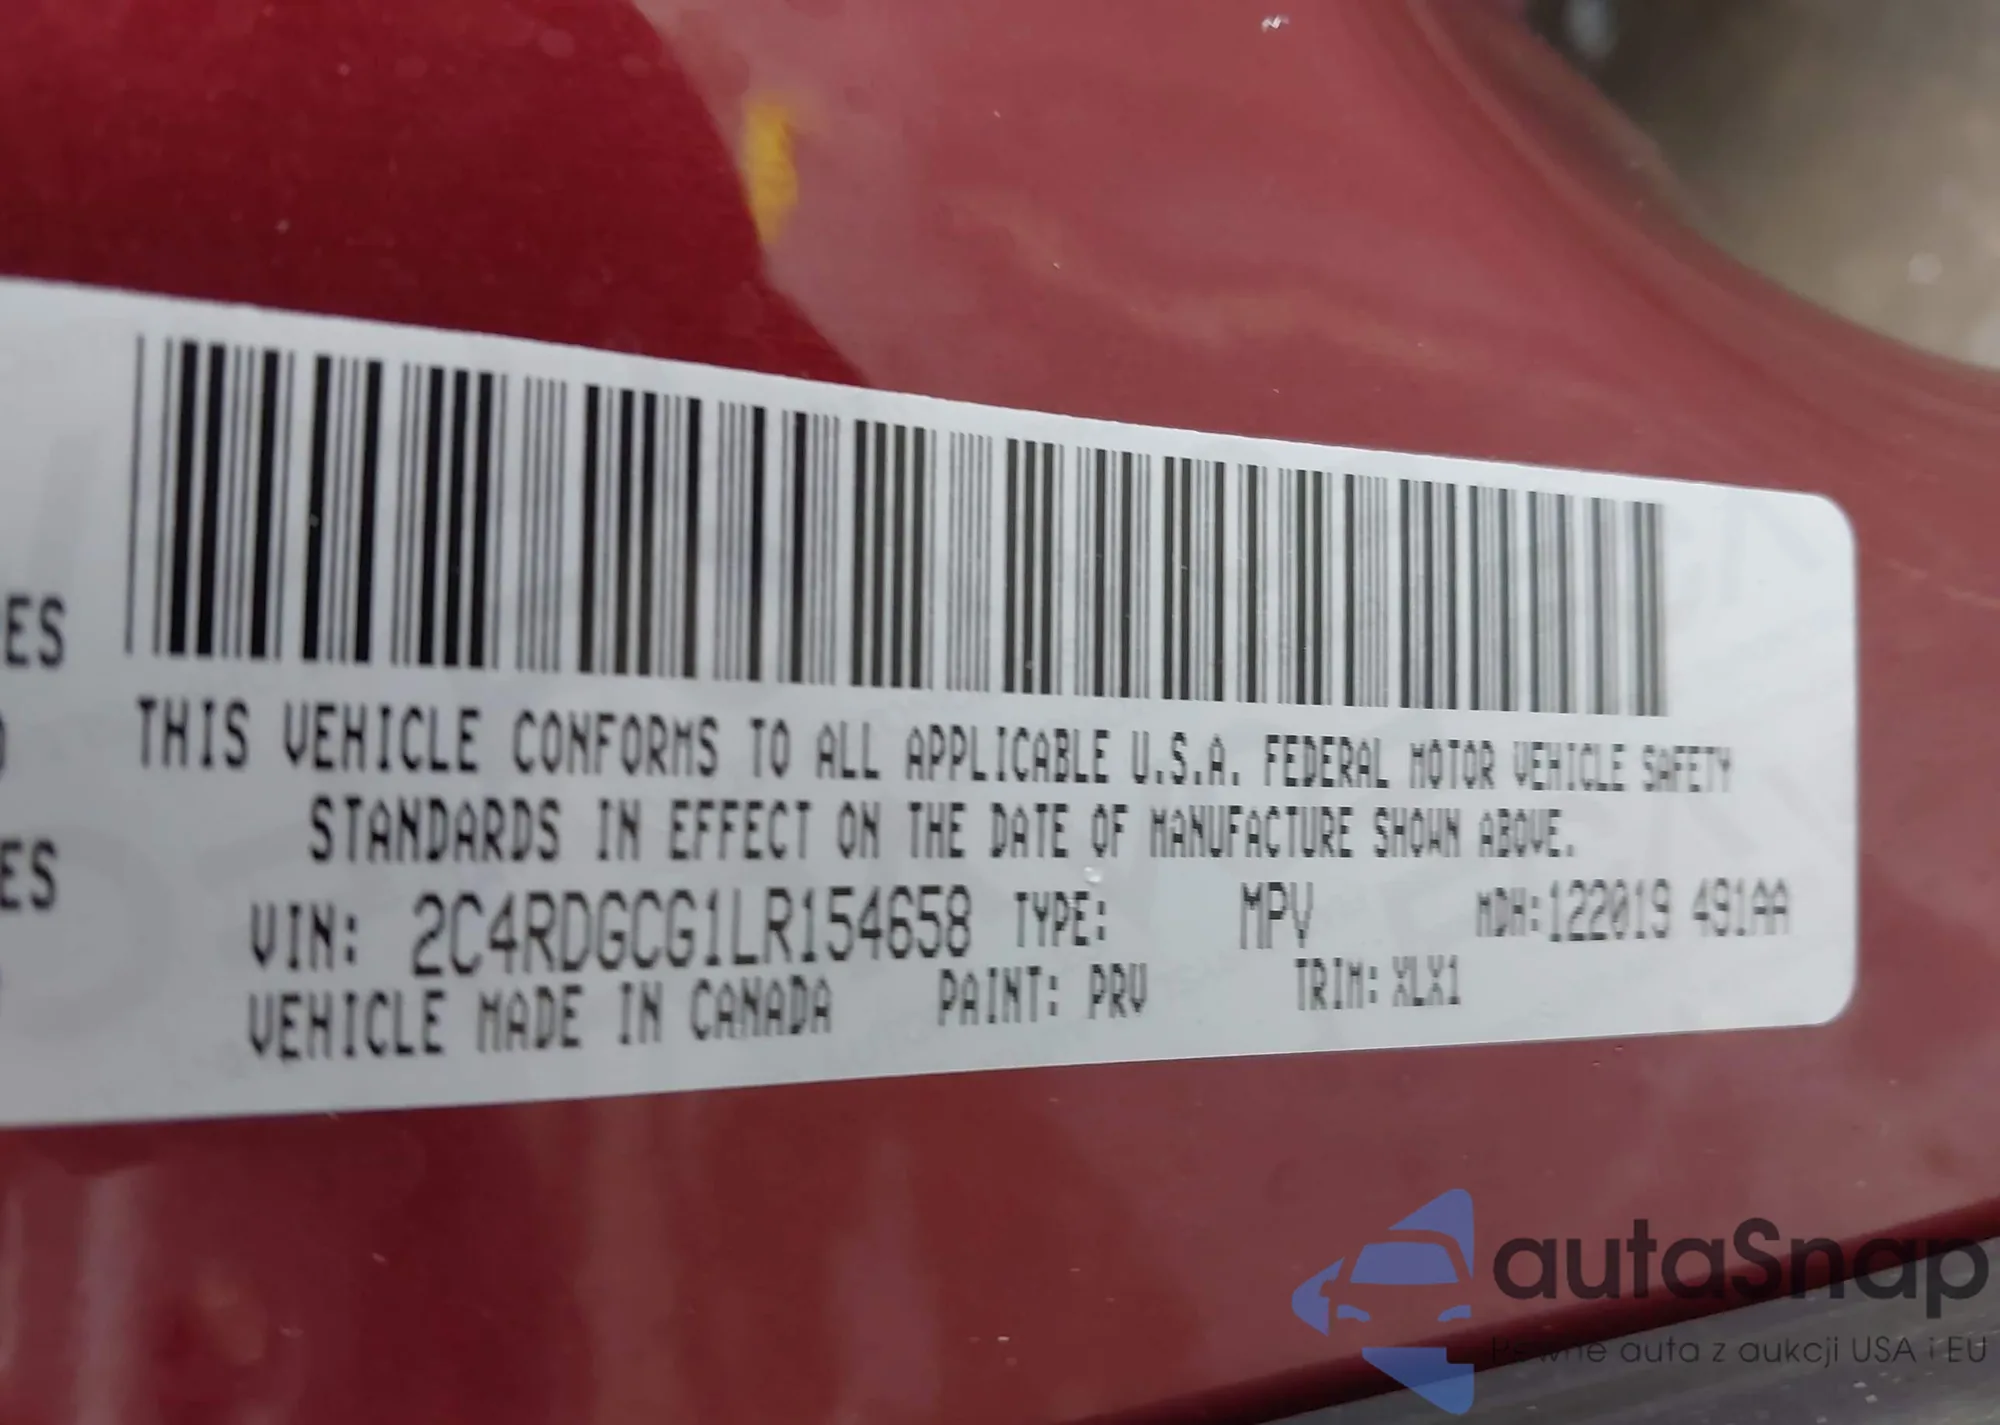 ES
ES
THIS VEHICLE CONFORMS TO ALL APPLICABLE U.S.A. FEDERAL MOTOR VEHICLE SAFETY
STANDARDS IN EFFECT ON THE DATE OF MANUFACTURE SHOWN ABOVE.
VIN: 2C4RDGCG1LR154658 TYPE: MPV MDH:122019 491AA
VEHICLE MADE IN CANADA PAINT: PRV TRIM: XLX1
autaSnap
Pewne auta z aukcji USA i EU